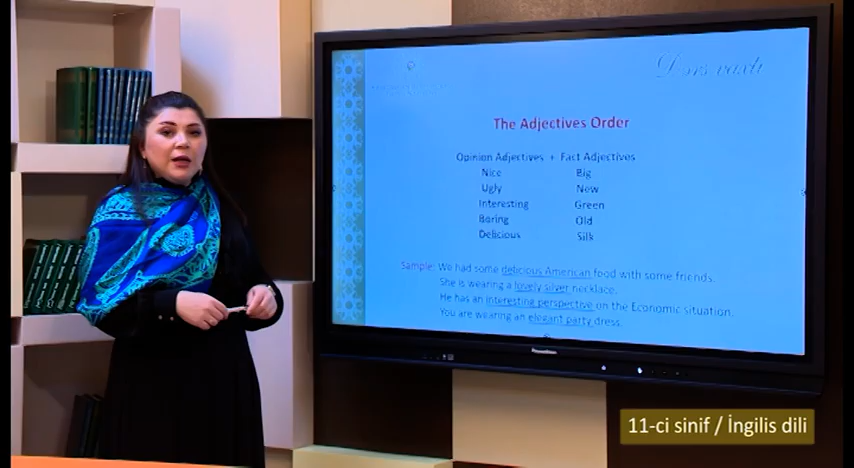 Dərs vaxtı
The Adjectives Order
Opinion Adjectives + Fact Adjectives
Nice Big
Ugly New
Interesting Green
Boring Old
Delicious Silk
Sample: We had some delicious American food with some friends.
She is wearing a lovely silver necklace.
He has an interesting perspective on the Economic situation.
You are wearing an elegant party dress.
11-ci sinif / İngilis dili